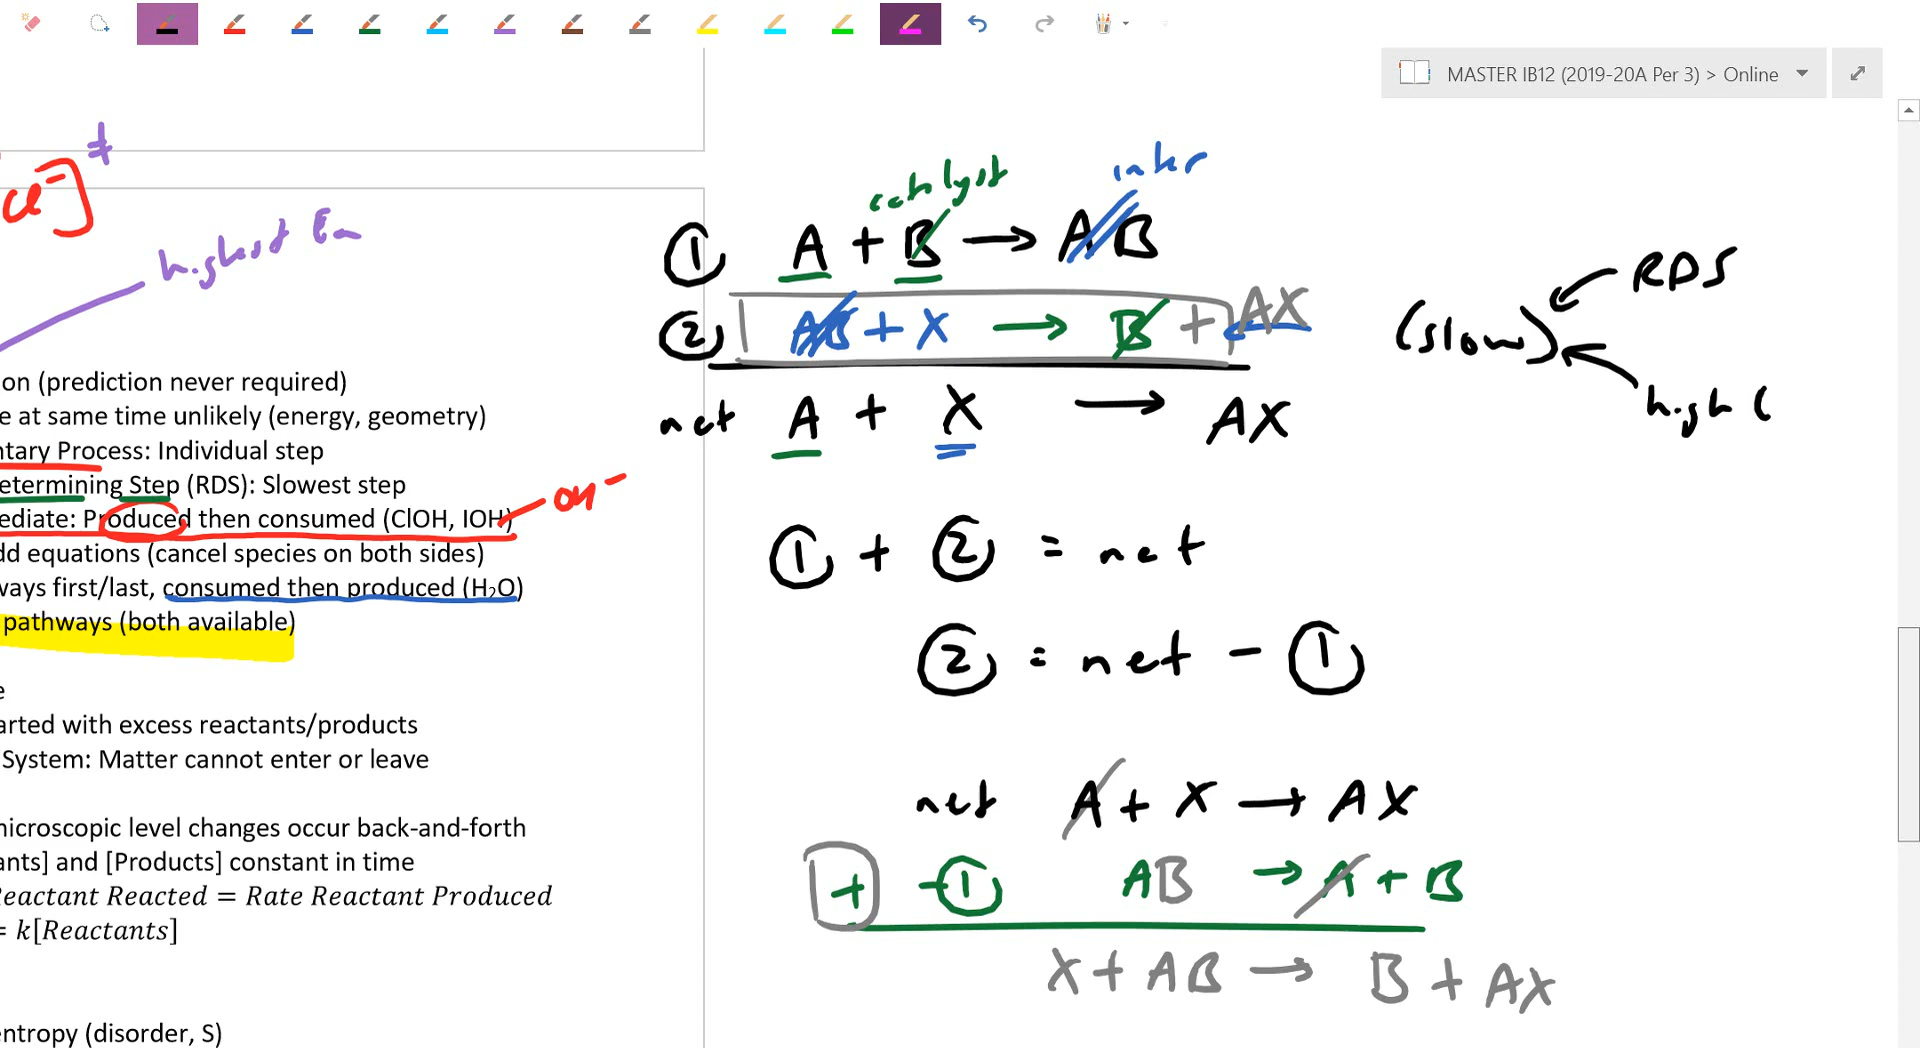 MASTER IB12 (2019-20A Per 3) > Online
highest Ea
on (prediction never required)
e at same time unlikely (energy, geometry)
ntary Process: Individual step
etermining Step (RDS): Slowest step
ediate: Produced then consumed (ClOH, IOH)
OH⁻
dd equations (cancel species on both sides)
ways first/last, consumed then produced (H₂O)
pathways (both available)
e
arted with excess reactants/products
System: Matter cannot enter or leave
nicroscopic level changes occur back-and-forth
ants] and [Products] constant in time
Reactant Reacted = Rate Reactant Produced
= k[Reactants]
entropy (disorder, S)
catalyst
inter
① A + B → AB
② AB + X → B + AX
net A + X → AX
(slow)
RDS
high (
① + ② = net
② = net - ①
net A + X → AX
+ -① AB → A + B
X + AB → B + AX